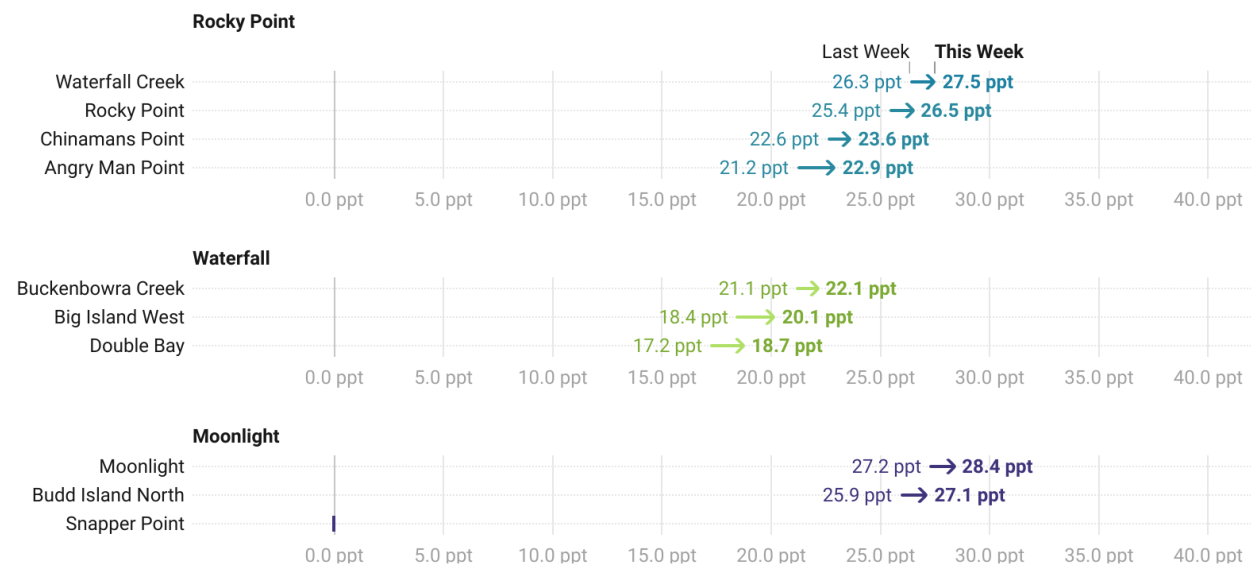 Rocky Point
Last Week This Week
Waterfall Creek 26.3 ppt 27.5 ppt
Rocky Point 25.4 ppt 26.5 ppt
Chinamans Point 22.6 ppt 23.6 ppt
Angry Man Point 21.2 ppt 22.9 ppt
0.0 ppt 5.0 ppt 10.0 ppt 15.0 ppt 20.0 ppt 25.0 ppt 30.0 ppt 35.0 ppt 40.0 ppt
Waterfall
Buckenbowra Creek 21.1 ppt 22.1 ppt
Big Island West 18.4 ppt 20.1 ppt
Double Bay 17.2 ppt 18.7 ppt
0.0 ppt 5.0 ppt 10.0 ppt 15.0 ppt 20.0 ppt 25.0 ppt 30.0 ppt 35.0 ppt 40.0 ppt
Moonlight
Moonlight 27.2 ppt 28.4 ppt
Budd Island North 25.9 ppt 27.1 ppt
Snapper Point
0.0 ppt 5.0 ppt 10.0 ppt 15.0 ppt 20.0 ppt 25.0 ppt 30.0 ppt 35.0 ppt 40.0 ppt